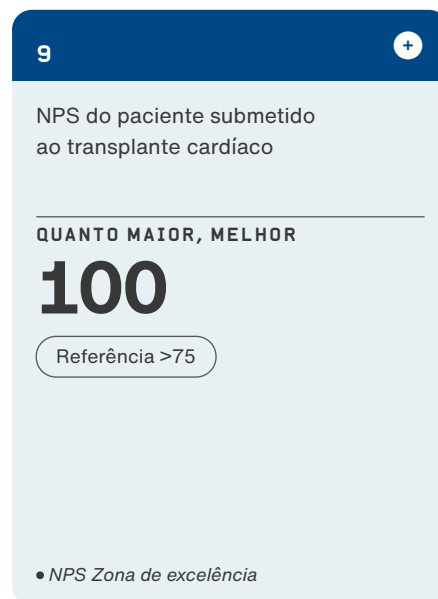 9
+
NPS do paciente submetido
ao transplante cardíaco
QUANTO MAIOR, MELHOR
100
Referência >75
• NPS Zona de excelência